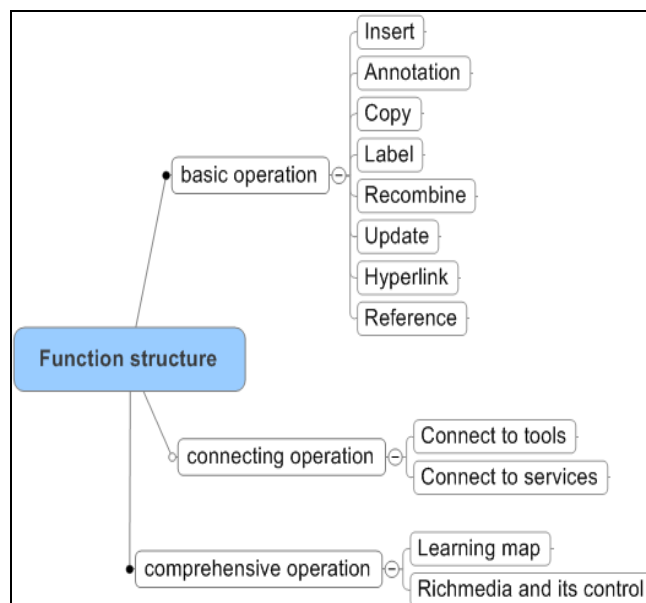 Insert
Annotation
Copy
Label
basic operation
Recombine
Update
Hyperlink
Reference
Function structure
Connect to tools
connecting operation
Connect to services
Learning map
comprehensive operation
Richmedia and its control